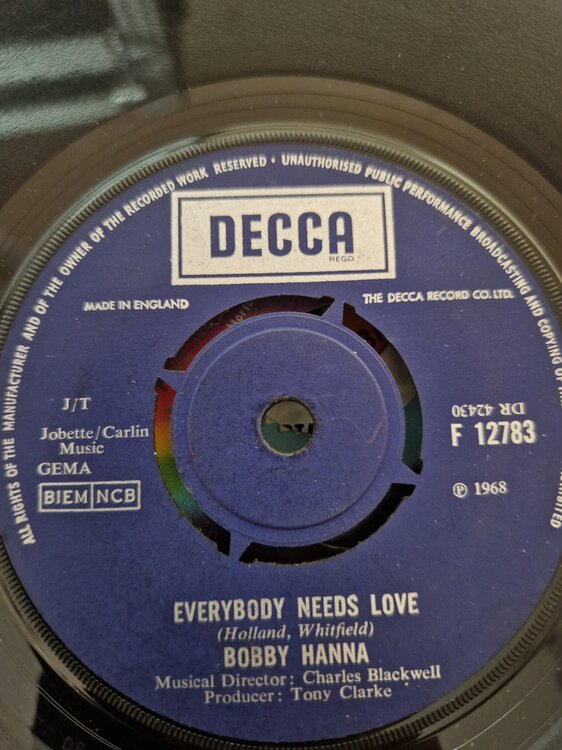 ALL RIGHTS OF THE MANUFACTURER AND OF THE OWNER OF THE RECORDED WORK RESERVED · UNAUTHORISED PUBLIC PERFORMANCE BROADCASTING AND COPYING OF
DECCA
REGD.
MADE IN ENGLAND
THE DECCA RECORD CO. LTD.
J/T
Jobette/Carlin
Music
GEMA
BIEM NCB
DR 42430
F 12783
℗ 1968
EVERYBODY NEEDS LOVE
(Holland, Whitfield)
BOBBY HANNA
Musical Director: Charles Blackwell
Producer: Tony Clarke